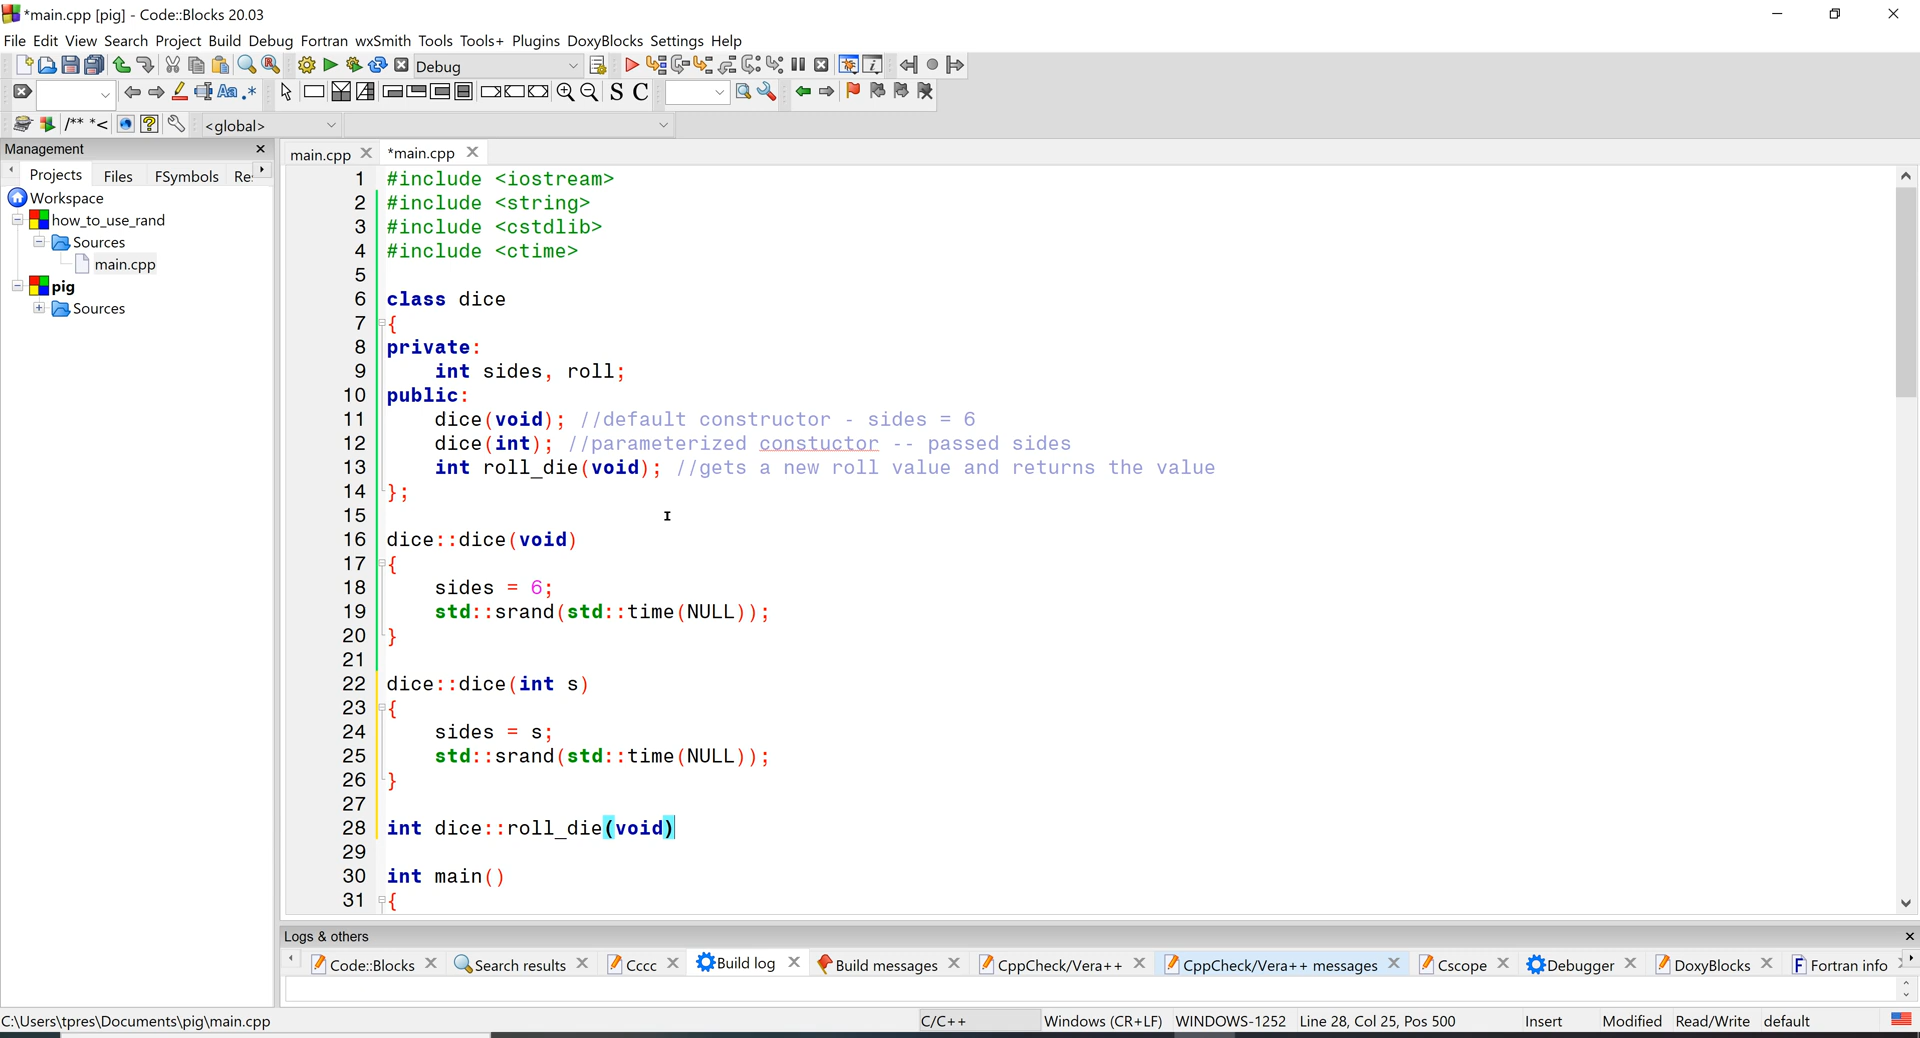 *main.cpp [pig] - Code::Blocks 20.03
File Edit View Search Project Build Debug Fortran wxSmith Tools Tools+ Plugins DoxyBlocks Settings Help
Debug
Aa .* S C
/** *< <global>
Management
main.cpp *main.cpp
Projects Files FSymbols Re
Workspace
how_to_use_rand
Sources
main.cpp
pig
Sources
1 #include <iostream>
2 #include <string>
3 #include <cstdlib>
4 #include <ctime>
5
6 class dice
7 {
8 private:
9 int sides, roll;
10 public:
11 dice(void); //default constructor - sides = 6
12 dice(int); //parameterized constuctor -- passed sides
13 int roll_die(void); //gets a new roll value and returns the value
14 };
15
16 dice::dice(void)
17 {
18 sides = 6;
19 std::srand(std::time(NULL));
20 }
21
22 dice::dice(int s)
23 {
24 sides = s;
25 std::srand(std::time(NULL));
26 }
27
28 int dice::roll_die(void)
29
30 int main()
31 {
Logs & others
Code::Blocks Search results Cccc Build log Build messages CppCheck/Vera++ CppCheck/Vera++ messages Cscope Debugger DoxyBlocks Fortran info
C:\Users\tpres\Documents\pig\main.cpp C/C++ Windows (CR+LF) WINDOWS-1252 Line 28, Col 25, Pos 500 Insert Modified Read/Write default